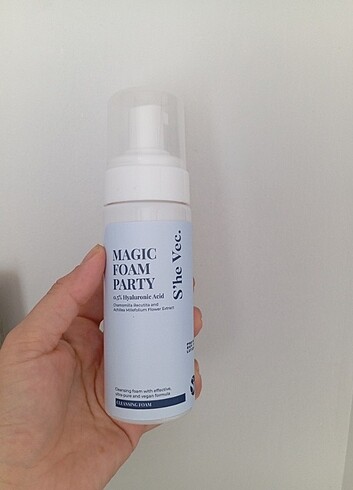 MAGIC
FOAM
PARTY
0.5% Hyaluronic Acid
Chamomilla Recutita and
Achillea Millefolium Flower Extract
S'he Vec.
Cleansing foam with effective,
ultra pure and vegan formula
CLEANSING FOAM